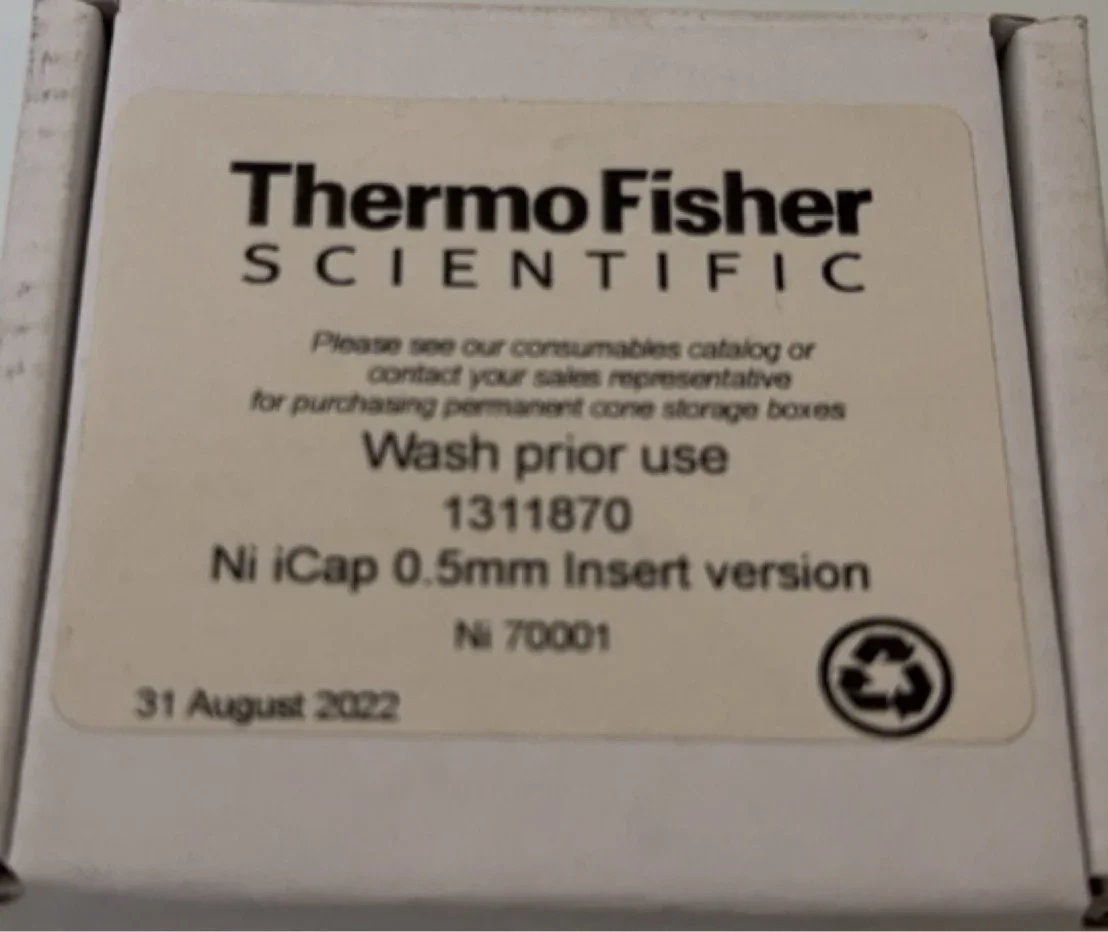 ThermoFisher
SCIENTIFIC
Please see our consumables catalog or
contact your sales representative
for purchasing permanent cone storage boxes
Wash prior use
1311870
Ni iCap 0.5mm Insert version
Ni 70001
31 August 2022